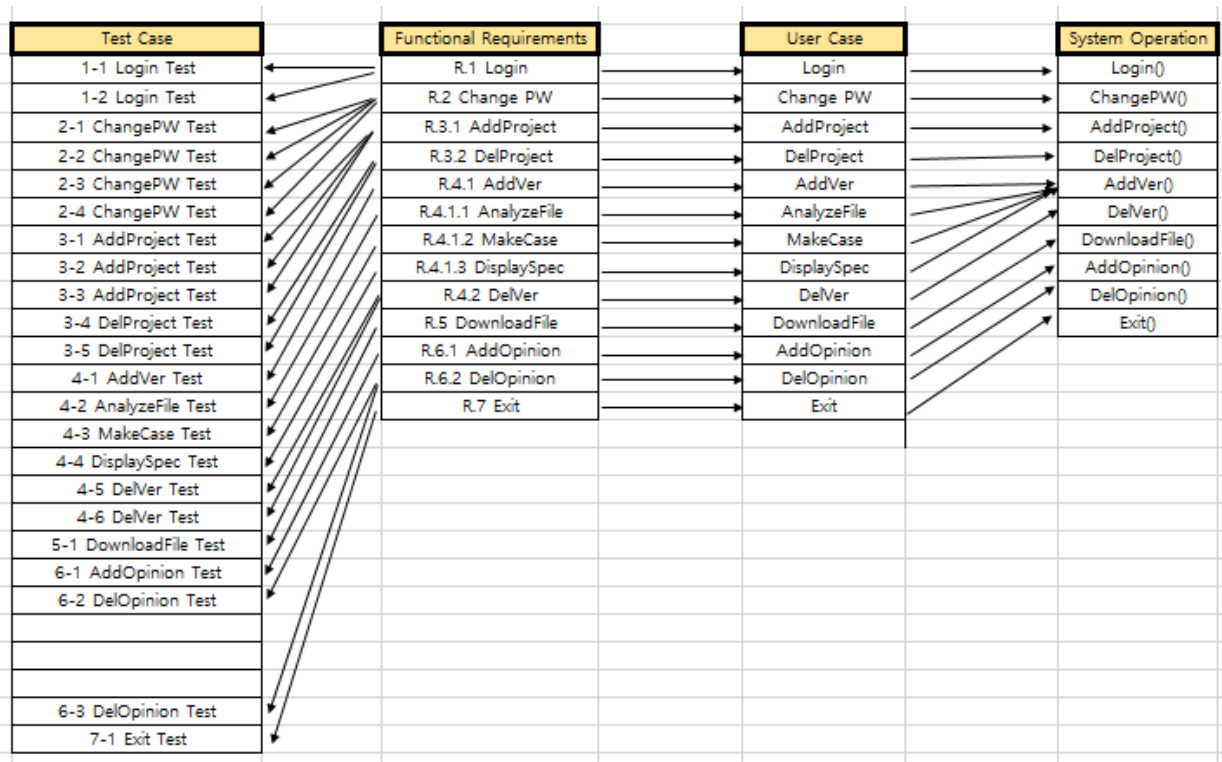 Test Case Functional Requirements User Case System Operation
1-1 Login Test R.1 Login Login Login()
1-2 Login Test R.2 Change PW Change PW ChangePW()
2-1 ChangePW Test R.3.1 AddProject AddProject AddProject()
2-2 ChangePW Test R.3.2 DelProject DelProject DelProject()
2-3 ChangePW Test R.4.1 AddVer AddVer AddVer()
2-4 ChangePW Test R.4.1.1 AnalyzeFile AnalyzeFile DelVer()
3-1 AddProject Test R.4.1.2 MakeCase MakeCase DownloadFile()
3-2 AddProject Test R.4.1.3 DisplaySpec DisplaySpec AddOpinion()
3-3 AddProject Test R.4.2 DelVer DelVer DelOpinion()
3-4 DelProject Test R.5 DownloadFile DownloadFile Exit()
3-5 DelProject Test R.6.1 AddOpinion AddOpinion
4-1 AddVer Test R.6.2 DelOpinion DelOpinion
4-2 AnalyzeFile Test R.7 Exit Exit
4-3 MakeCase Test
4-4 DisplaySpec Test
4-5 DelVer Test
4-6 DelVer Test
5-1 DownloadFile Test
6-1 AddOpinion Test
6-2 DelOpinion Test
6-3 DelOpinion Test
7-1 Exit Test